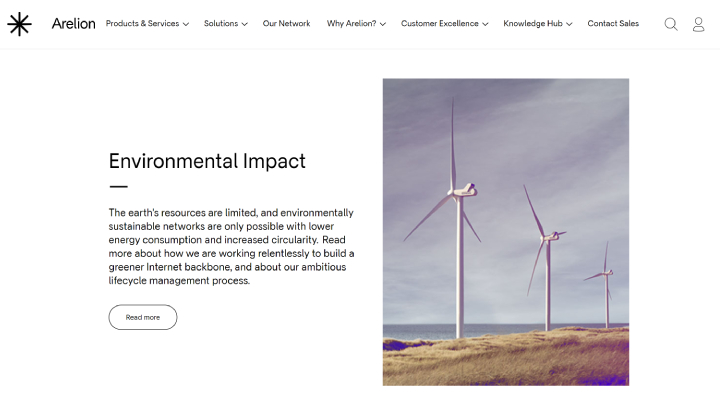 Arelion
Products & Services
Solutions
Our Network
Why Arelion?
Customer Excellence
Knowledge Hub
Contact Sales
Environmental Impact
The earth's resources are limited, and environmentally
sustainable networks are only possible with lower
energy consumption and increased circularity. Read
more about how we are working relentlessly to build a
greener Internet backbone, and about our ambitious
lifecycle management process.
Read more